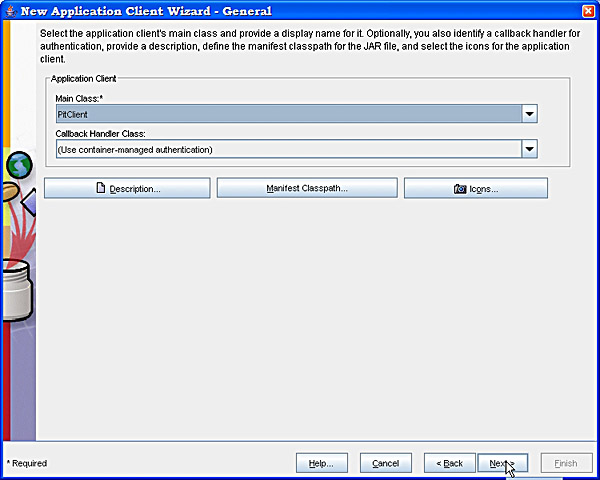 New Application Client Wizard - General
Select the application client's main class and provide a display name for it. Optionally, you also identify a callback handler for
authentication, provide a description, define the manifest classpath for the JAR file, and select the icons for the application
client.
Application Client
Main Class:*
PitClient
Callback Handler Class:
(Use container-managed authentication)
Description...
Manifest Classpath...
Icons...
* Required
Help...
Cancel
< Back
Next >
Finish